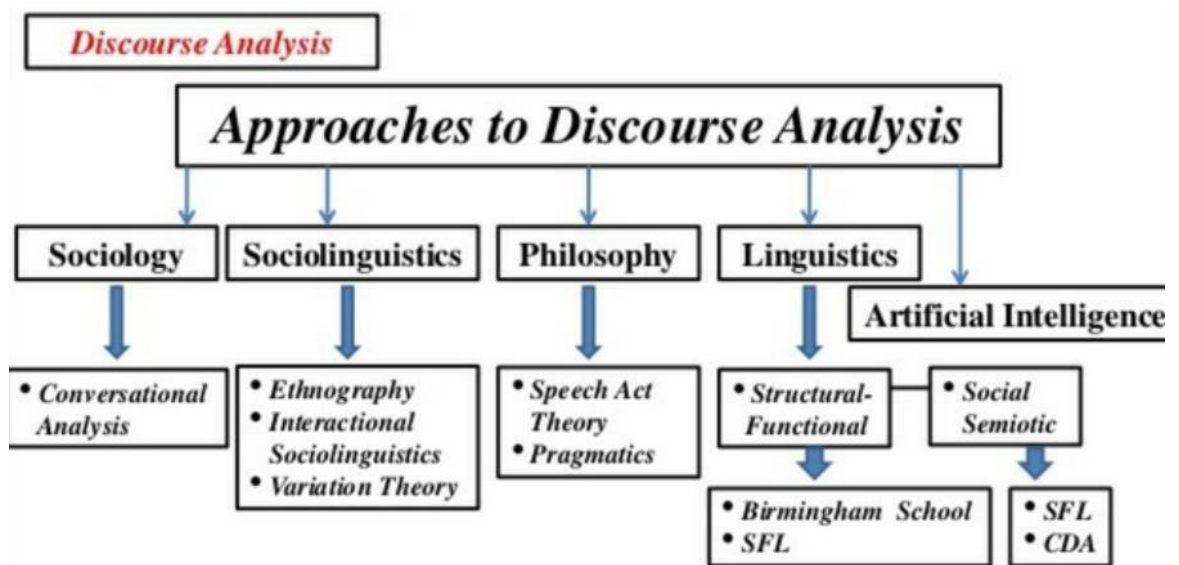 Discourse Analysis
Approaches to Discourse Analysis
Sociology
Sociolinguistics
Philosophy
Linguistics
Artificial Intelligence
• Conversational
Analysis
• Ethnography
• Interactional
Sociolinguistics
• Variation Theory
• Speech Act
Theory
• Pragmatics
• Structural-
Functional
• Social
Semiotic
• Birmingham School
• SFL
• SFL
• CDA